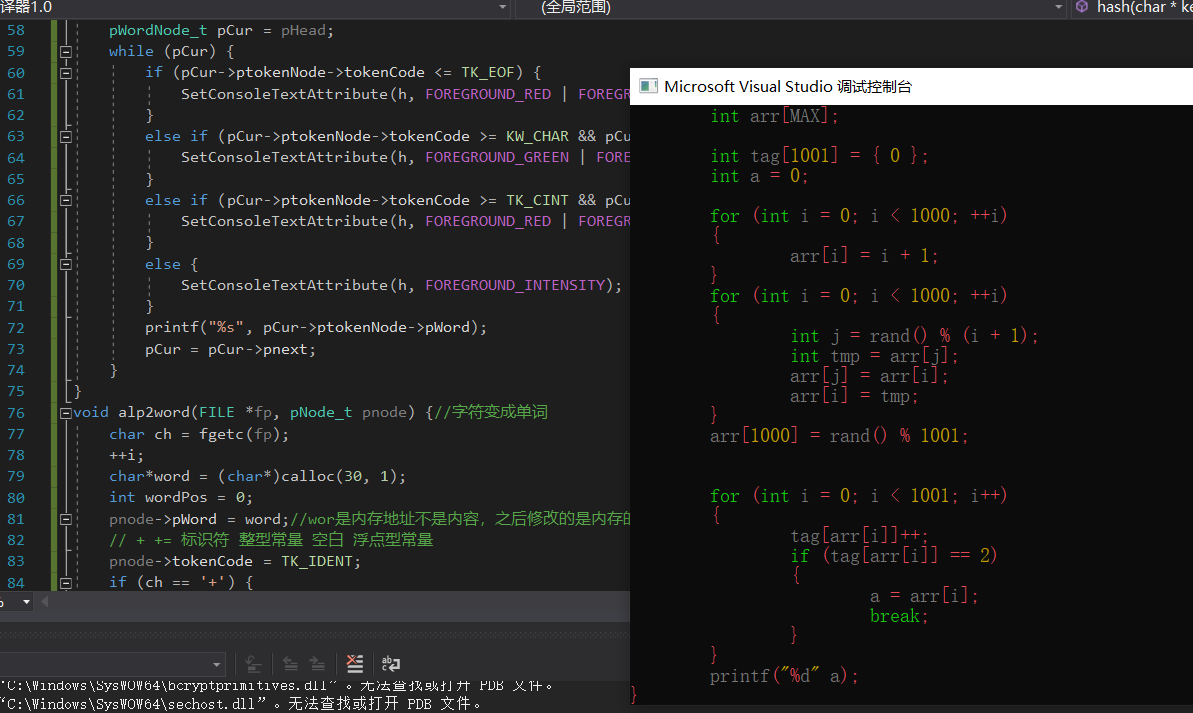 译器1.0
(全局范围)
hash(char * ke
58 pWordNode_t pCur = pHead;
59 while (pCur) {
60 if (pCur->ptokenNode->tokenCode <= TK_EOF) {
61 SetConsoleTextAttribute(h, FOREGROUND_RED | FOREGR
62 }
63 else if (pCur->ptokenNode->tokenCode >= KW_CHAR && pCu
64 SetConsoleTextAttribute(h, FOREGROUND_GREEN | FORE
65 }
66 else if (pCur->ptokenNode->tokenCode >= TK_CINT && pCu
67 SetConsoleTextAttribute(h, FOREGROUND_RED | FOREGR
68 }
69 else {
70 SetConsoleTextAttribute(h, FOREGROUND_INTENSITY);
71 }
72 printf("%s", pCur->ptokenNode->pWord);
73 pCur = pCur->pnext;
74 }
75 }
76 void alp2word(FILE *fp, pNode_t pnode) {//字符变成单词
77 char ch = fgetc(fp);
78 ++i;
79 char*word = (char*)calloc(30, 1);
80 int wordPos = 0;
81 pnode->pWord = word;//wor是内存地址不是内容，之后修改的是内存的
82 // + += 标识符 整型常量 空白 浮点型常量
83 pnode->tokenCode = TK_IDENT;
84 if (ch == '+') {
“C:\Windows\SysWOW64\bcryptprimitives.dll”。无法查找或打开 PDB 文件。
“C:\Windows\SysWOW64\sechost.dll”。无法查找或打开 PDB 文件。
Microsoft Visual Studio 调试控制台
int arr[MAX];
int tag[1001] = { 0 };
int a = 0;
for (int i = 0; i < 1000; ++i)
{
arr[i] = i + 1;
}
for (int i = 0; i < 1000; ++i)
{
int j = rand() % (i + 1);
int tmp = arr[j];
arr[j] = arr[i];
arr[i] = tmp;
}
arr[1000] = rand() % 1001;
for (int i = 0; i < 1001; i++)
{
tag[arr[i]]++;
if (tag[arr[i]] == 2)
{
a = arr[i];
break;
}
}
printf("%d" a);
}